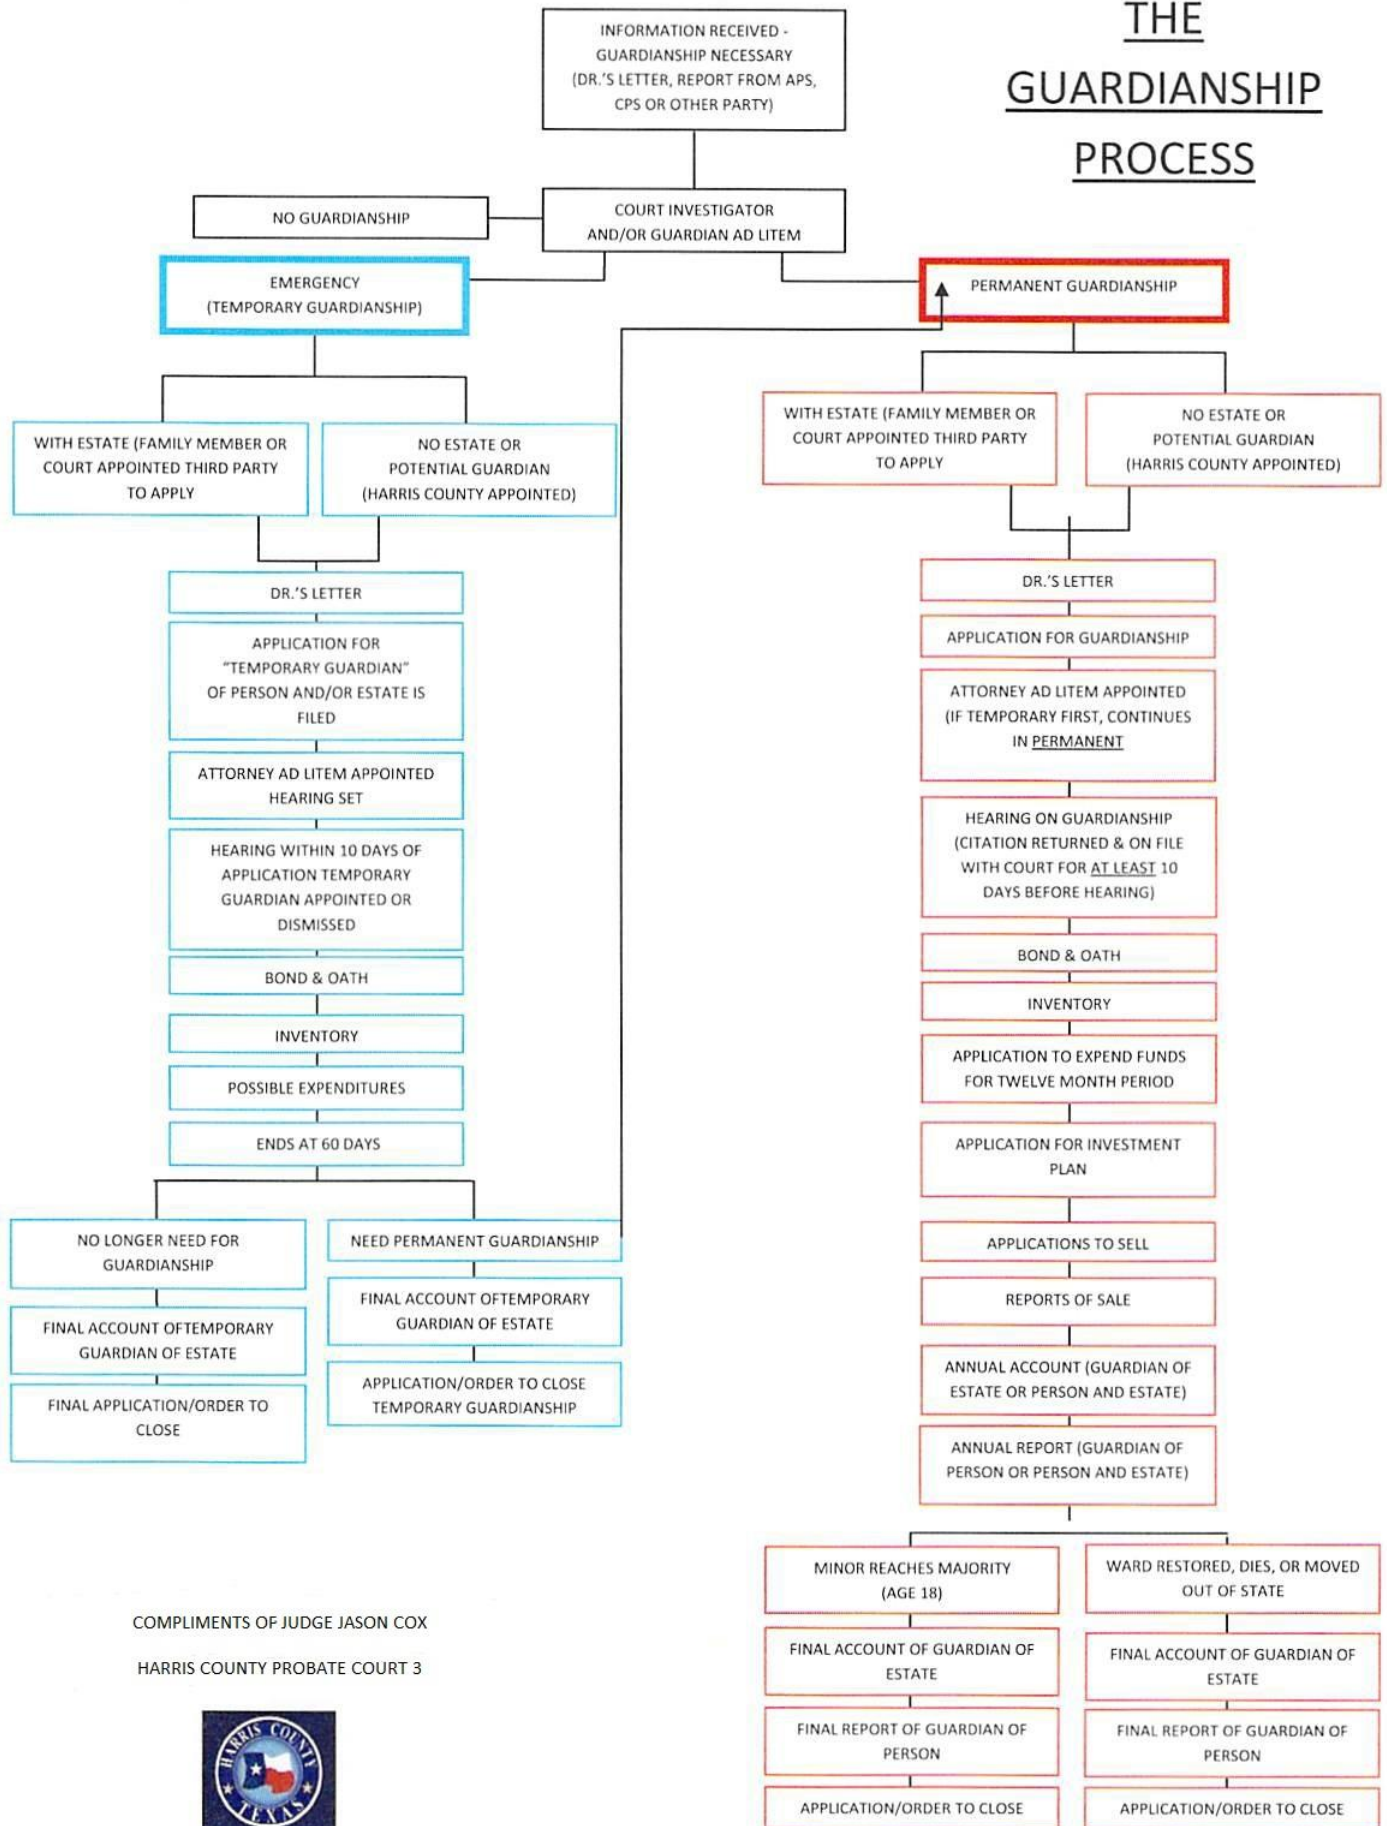 THE
GUARDIANSHIP
PROCESS
INFORMATION RECEIVED -
GUARDIANSHIP NECESSARY
(DR.'S LETTER, REPORT FROM APS,
CPS OR OTHER PARTY)
NO GUARDIANSHIP
COURT INVESTIGATOR
AND/OR GUARDIAN AD LITEM
EMERGENCY
(TEMPORARY GUARDIANSHIP)
WITH ESTATE (FAMILY MEMBER OR
COURT APPOINTED THIRD PARTY
TO APPLY
NO ESTATE OR
POTENTIAL GUARDIAN
(HARRIS COUNTY APPOINTED)
DR.'S LETTER
APPLICATION FOR
"TEMPORARY GUARDIAN"
OF PERSON AND/OR ESTATE IS
FILED
ATTORNEY AD LITEM APPOINTED
HEARING SET
HEARING WITHIN 10 DAYS OF
APPLICATION TEMPORARY
GUARDIAN APPOINTED OR
DISMISSED
BOND & OATH
INVENTORY
POSSIBLE EXPENDITURES
ENDS AT 60 DAYS
NO LONGER NEED FOR
GUARDIANSHIP
FINAL ACCOUNT OFTEMPORARY
GUARDIAN OF ESTATE
FINAL APPLICATION/ORDER TO
CLOSE
NEED PERMANENT GUARDIANSHIP
FINAL ACCOUNT OFTEMPORARY
GUARDIAN OF ESTATE
APPLICATION/ORDER TO CLOSE
TEMPORARY GUARDIANSHIP
PERMANENT GUARDIANSHIP
WITH ESTATE (FAMILY MEMBER OR
COURT APPOINTED THIRD PARTY
TO APPLY
NO ESTATE OR
POTENTIAL GUARDIAN
(HARRIS COUNTY APPOINTED)
DR.'S LETTER
APPLICATION FOR GUARDIANSHIP
ATTORNEY AD LITEM APPOINTED
(IF TEMPORARY FIRST, CONTINUES
IN PERMANENT
HEARING ON GUARDIANSHIP
(CITATION RETURNED & ON FILE
WITH COURT FOR AT LEAST 10
DAYS BEFORE HEARING)
BOND & OATH
INVENTORY
APPLICATION TO EXPEND FUNDS
FOR TWELVE MONTH PERIOD
APPLICATION FOR INVESTMENT
PLAN
APPLICATIONS TO SELL
REPORTS OF SALE
ANNUAL ACCOUNT (GUARDIAN OF
ESTATE OR PERSON AND ESTATE)
ANNUAL REPORT (GUARDIAN OF
PERSON OR PERSON AND ESTATE)
MINOR REACHES MAJORITY
(AGE 18)
FINAL ACCOUNT OF GUARDIAN OF
ESTATE
FINAL REPORT OF GUARDIAN OF
PERSON
APPLICATION/ORDER TO CLOSE
WARD RESTORED, DIES, OR MOVED
OUT OF STATE
FINAL ACCOUNT OF GUARDIAN OF
ESTATE
FINAL REPORT OF GUARDIAN OF
PERSON
APPLICATION/ORDER TO CLOSE
COMPLIMENTS OF JUDGE JASON COX
HARRIS COUNTY PROBATE COURT 3
HARRIS COUNTY
TEXAS